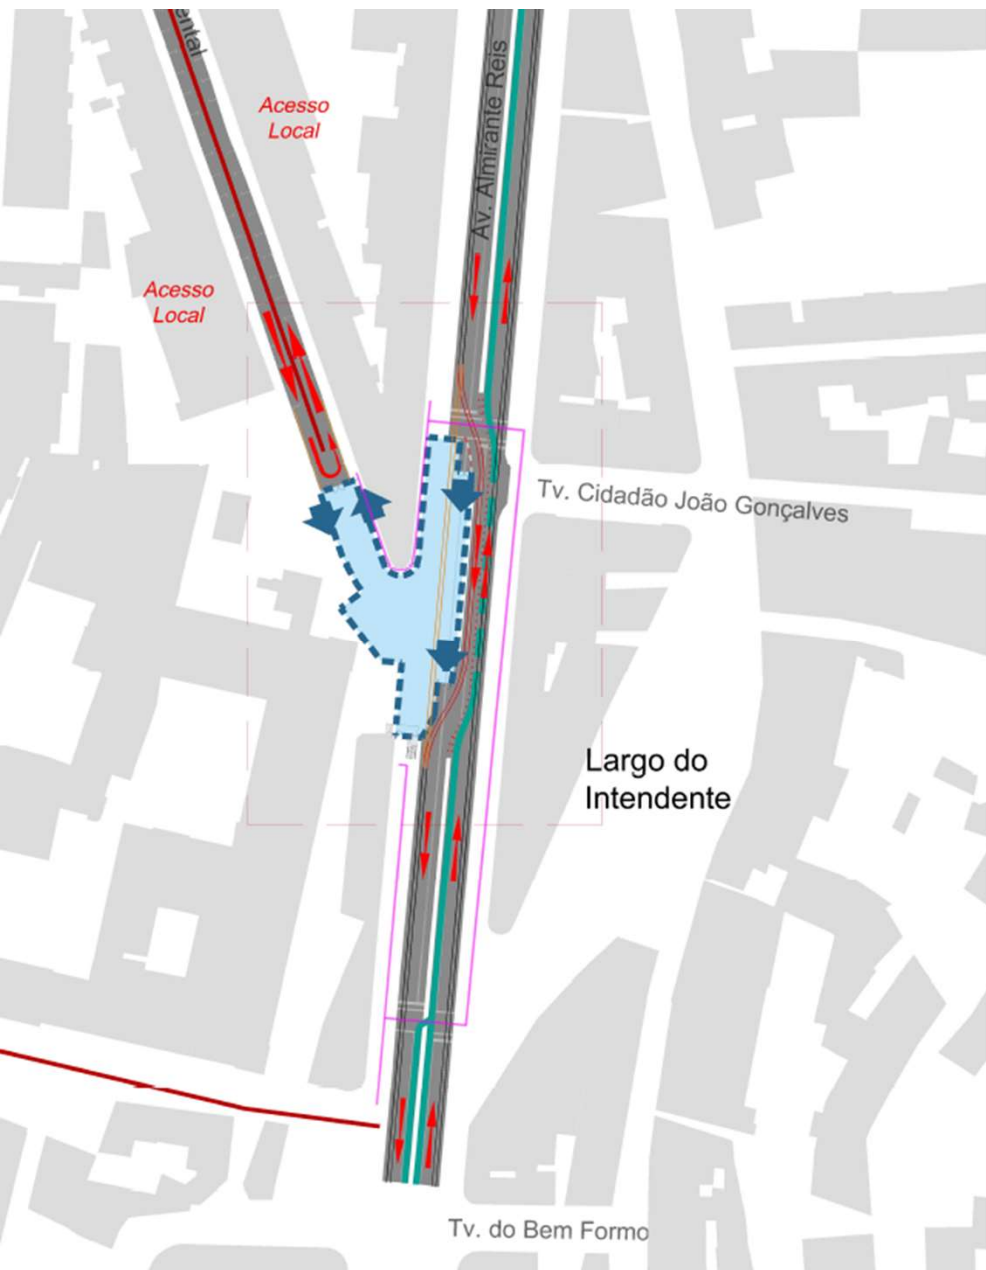 ental
Av. Almirante Reis
Acesso
Local
Acesso
Local
Tv. Cidadão João Gonçalves
Largo do
Intendente
Tv. do Bem Formo